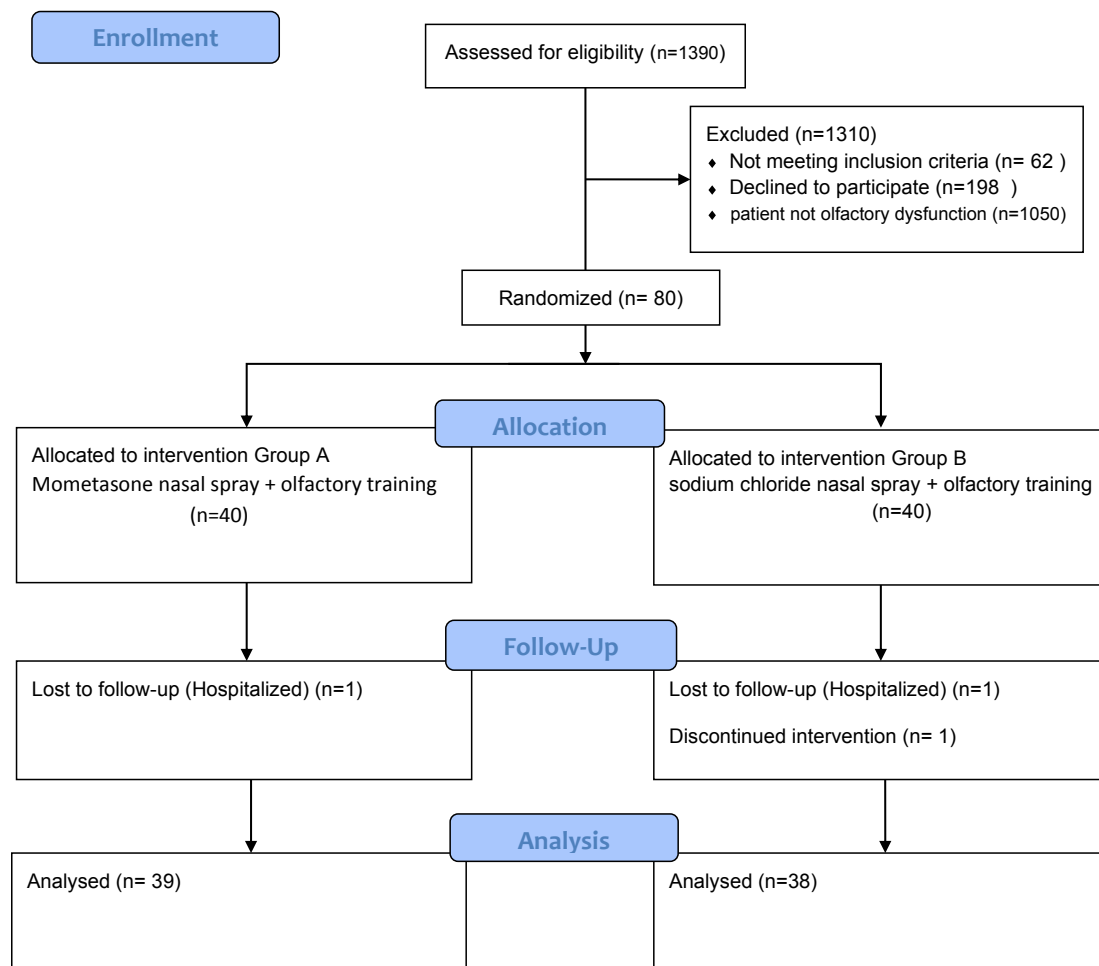 Enrollment
Assessed for eligibility (n=1390)
Excluded (n=1310)
♦ Not meeting inclusion criteria (n= 62 )
♦ Declined to participate (n=198 )
♦ patient not olfactory dysfunction (n=1050)
Randomized (n= 80)
Allocation
Allocated to intervention Group A
Mometasone nasal spray + olfactory training
(n=40)
Allocated to intervention Group B
sodium chloride nasal spray + olfactory training
(n=40)
Follow-Up
Lost to follow-up (Hospitalized) (n=1)
Lost to follow-up (Hospitalized) (n=1)
Discontinued intervention (n= 1)
Analysis
Analysed (n= 39)
Analysed (n=38)